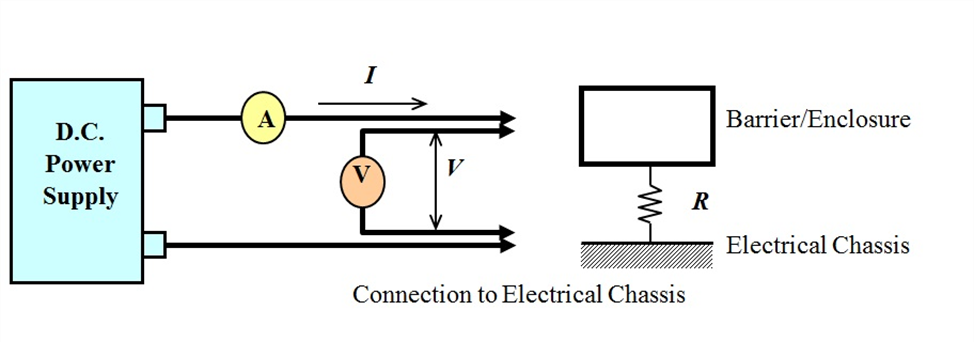 I
D.C.
Power
Supply
A
V
V
Barrier/Enclosure
R
Electrical Chassis
Connection to Electrical Chassis